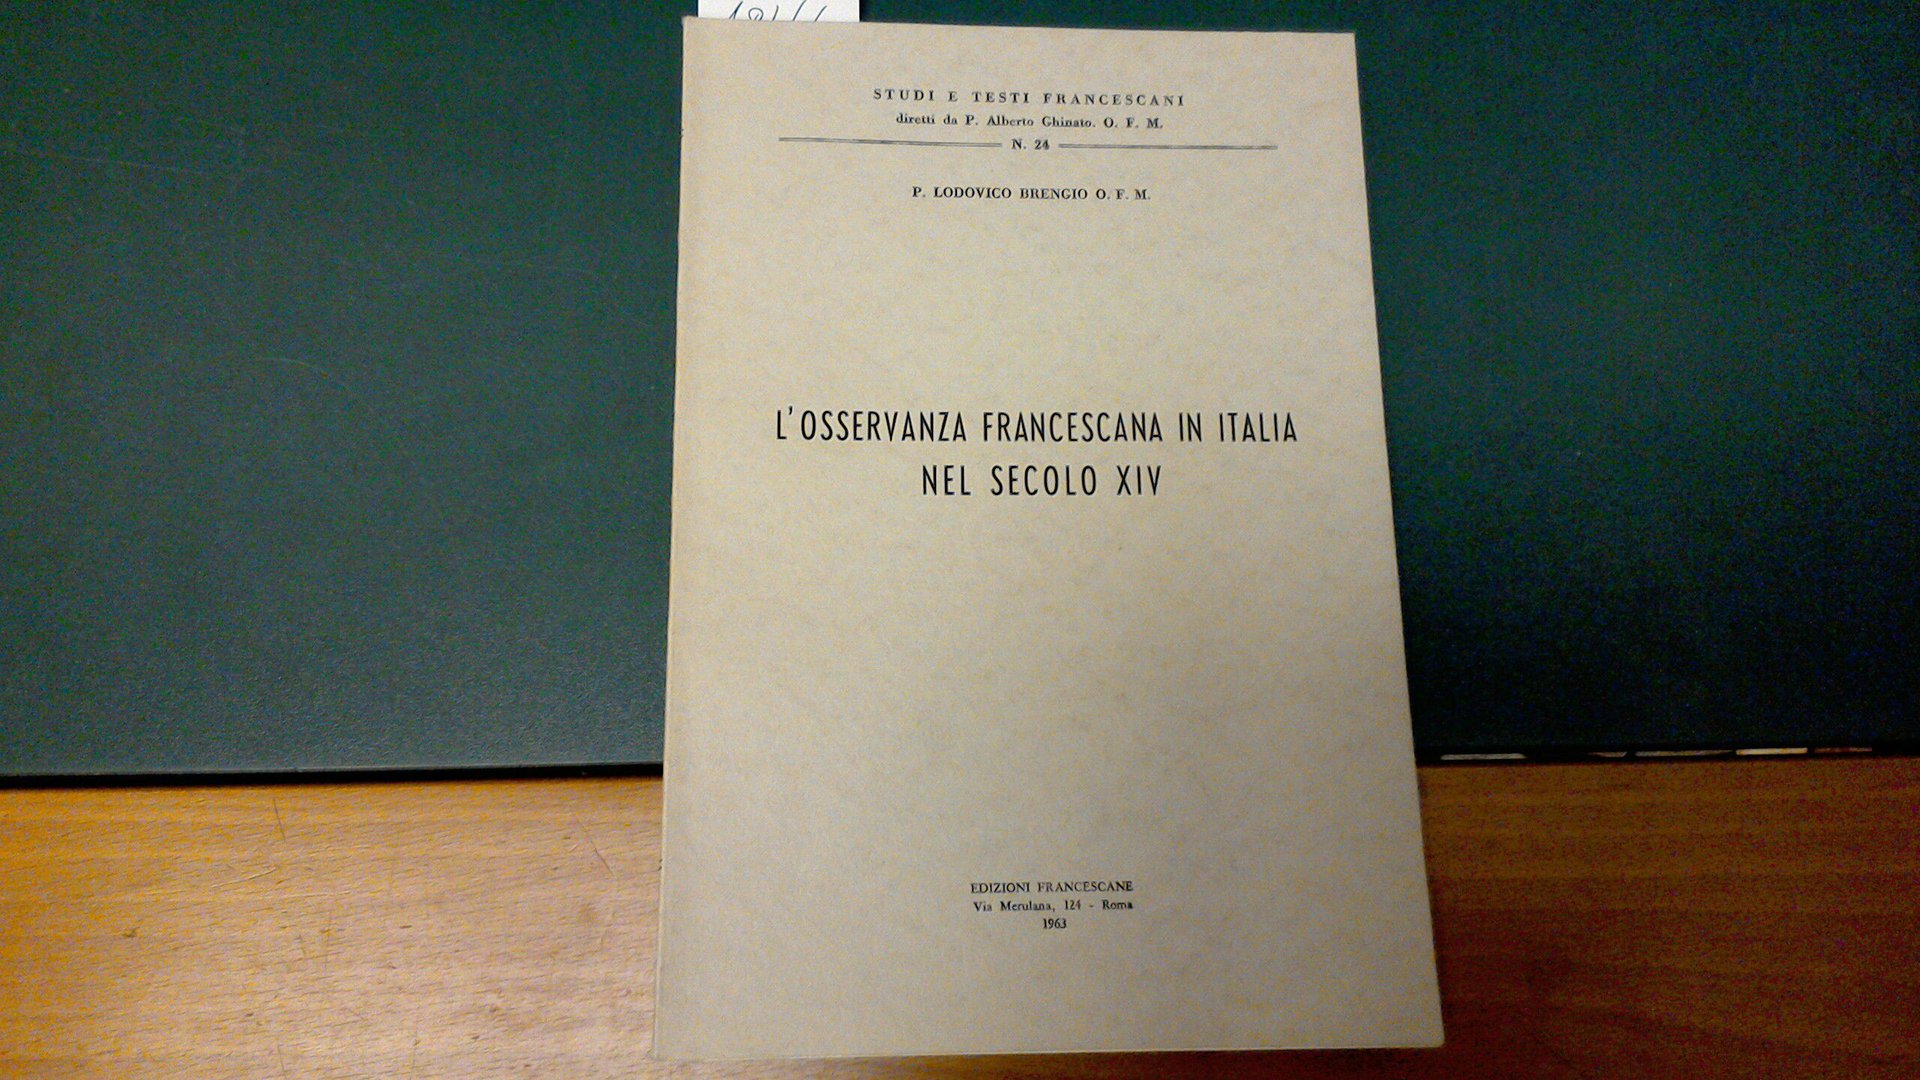 STUDI E TESTI FRANCESCANI
diretti da P. Alberto Ghinato. O. F. M.
N. 24
P. LODOVICO BRENGIO O. F. M.
L'OSSERVANZA FRANCESCANA IN ITALIA
NEL SECOLO XIV
EDIZIONI FRANCESCANE
Via Merulana, 124 - Roma
1963